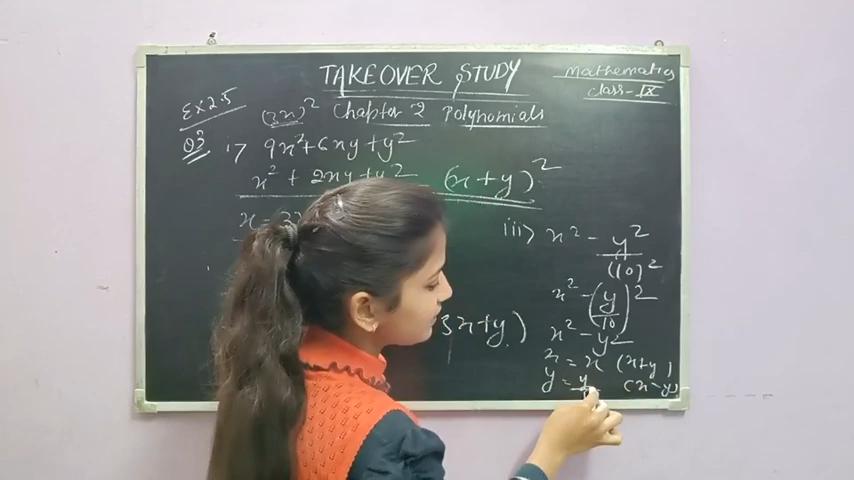 TAKEOVER STUDY
Mathematics
Class-IX
EX 2.5
(3x)² Chapter 2 Polynomials
Q3 i> 9x²+6xy+y²
x² + 2xy+y² (x+y)²
x = 3x
3x+y)
iii> x² - y²/(10)²
x² - (y/10)²
x² - y²
x = x (x+y)
y = y/ (x-y)